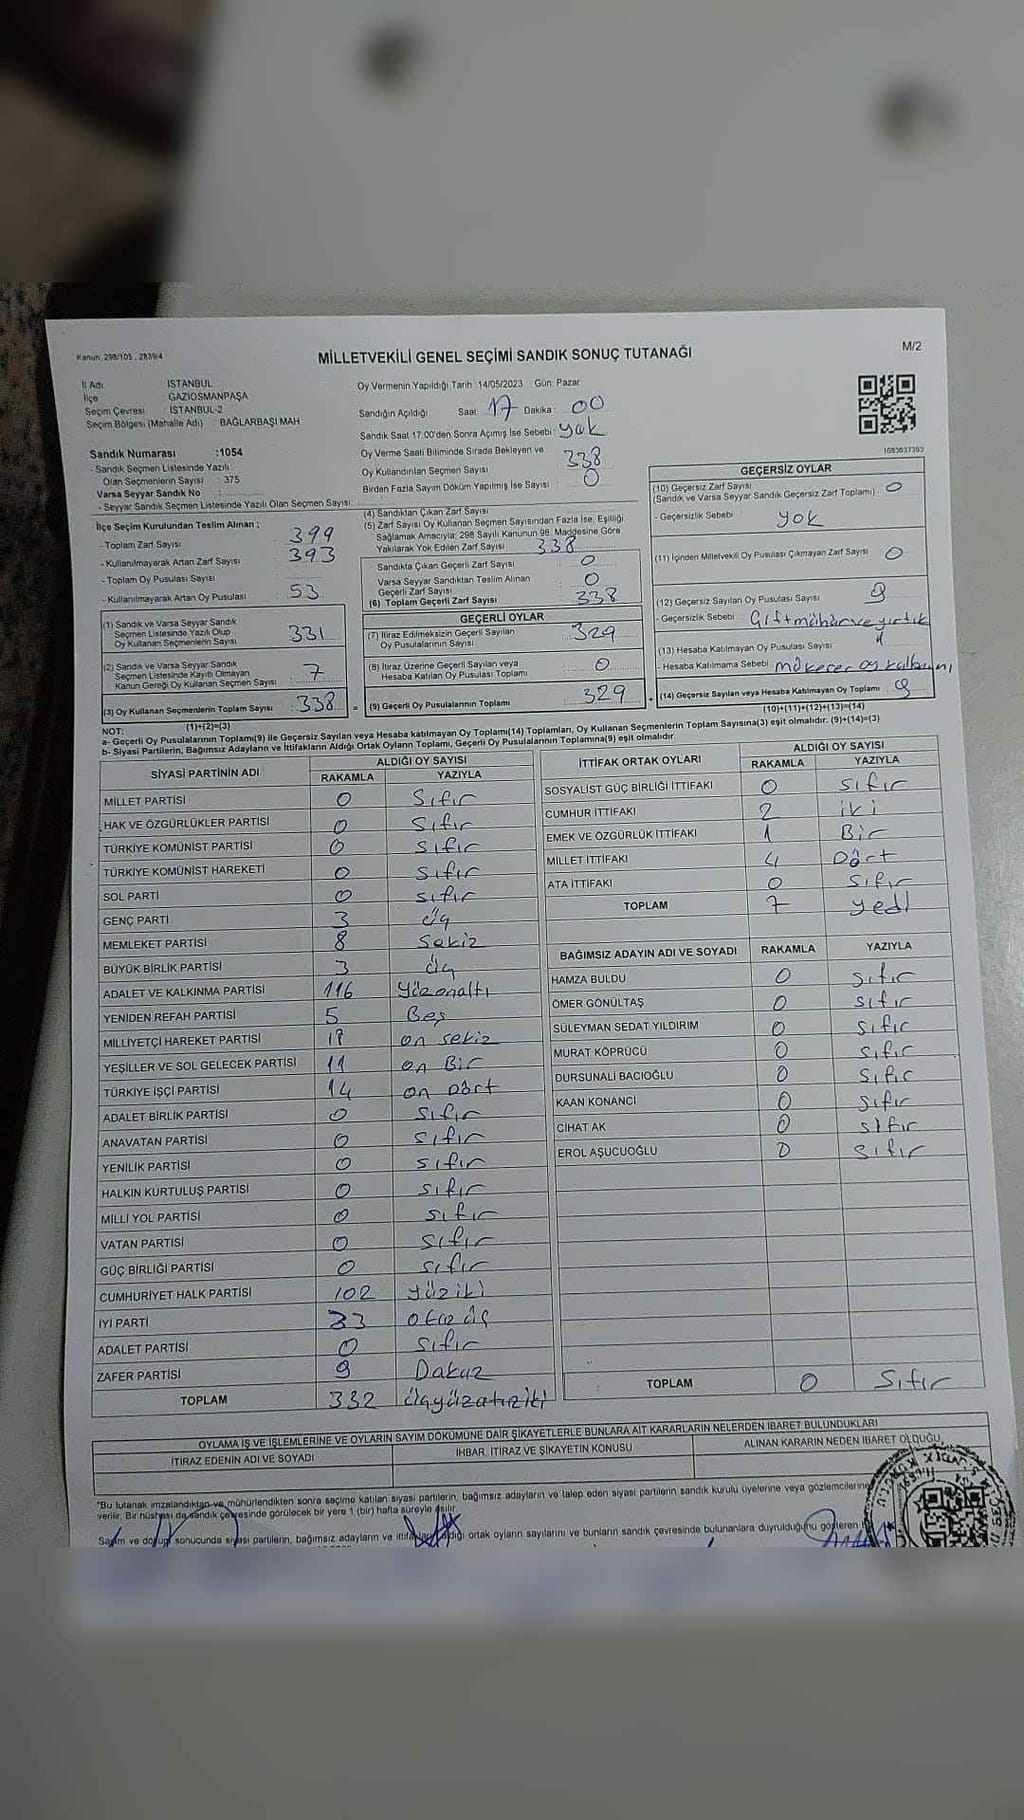 Kanun: 298/105 , 2839/4
MİLLETVEKİLİ GENEL SEÇİMİ SANDIK SONUÇ TUTANAĞI
M/2
İl Adı İSTANBUL
İlçe GAZİOSMANPAŞA
Seçim Çevresi İSTANBUL-2
Seçim Bölgesi (Mahalle Adı) : BAĞLARBAŞI MAH
Oy Vermenin Yapıldığı Tarih :14/05/2023 Gün: Pazar
Sandığın Açıldığı Saat 17 Dakika : 00
Sandık Saat 17:00'den Sonra Açımış İse Sebebi: yok
Oy Verme Saati Bitiminde Sırada Bekleyen ve
Oy Kullandırılan Seçmen Sayısı 338
Birden Fazla Sayım Döküm Yapılmış İse Sayısı : 0
1083637393
Sandık Numarası :1054
- Sandık Seçmen Listesinde Yazılı
Olan Seçmenlerin Sayısı : 375
Varsa Seyyar Sandık No :
- Seyyar Sandık Seçmen Listesinde Yazılı Olan Seçmen Sayısı:
İlçe Seçim Kurulundan Teslim Alınan ;
- Toplam Zarf Sayısı 399
- Kullanılmayarak Artan Zarf Sayısı 393
- Toplam Oy Pusulası Sayısı
- Kullanılmayarak Artan Oy Pusulası 53
(1) Sandık ve Varsa Seyyar Sandık
Seçmen Listesinde Yazılı Olup
Oy Kullanan Seçmenlerin Sayısı 331
(2) Sandık ve Varsa Seyyar Sandık
Seçmen Listesinde Kayıtlı Olmayan
Kanun Gereği Oy Kullanan Seçmen Sayısı 7
(3) Oy Kullanan Seçmenlerin Toplam Sayısı : 338
(1)+(2)=(3)
(4) Sandıktan Çıkan Zarf Sayısı
(5) Zarf Sayısı Oy Kullanan Seçmen Sayısından Fazla İse, Eşitliği
Sağlamak Amacıyla; 298 Sayılı Kanunun 98. Maddesine Göre
Yakılarak Yok Edilen Zarf Sayısı 338
Sandıkta Çıkan Geçerli Zarf Sayısı 0
Varsa Seyyar Sandıktan Teslim Alınan
Geçerli Zarf Sayısı 0
(6) Toplam Geçerli Zarf Sayısı 338
GEÇERLİ OYLAR
(7) İtiraz Edilmeksizin Geçerli Sayılan
Oy Pusulalarının Sayısı 329
(8) İtiraz Üzerine Geçerli Sayılan veya
Hesaba Katılan Oy Pusulası Toplamı 0
= (9) Geçerli Oy Pusulalarının Toplamı 329
GEÇERSİZ OYLAR
(10) Geçersiz Zarf Sayısı
(Sandık ve Varsa Seyyar Sandık Geçersiz Zarf Toplamı) : 0
- Geçersizlik Sebebi : yok
(11) İçinden Milletvekili Oy Pusulası Çıkmayan Zarf Sayısı 0
(12) Geçersiz Sayılan Oy Pusulası Sayısı 9
- Geçersizlik Sebebi Çift mühür ve yırtık
(13) Hesaba Katılmayan Oy Pusulası Sayısı
- Hesaba Katılmama Sebebi
+ (14) Geçersiz Sayılan veya Hesaba Katılmayan Oy Toplamı 9
(10)+(11)+(12)+(13)=(14)
NOT:
a- Geçerli Oy Pusulalarının Toplamı(9) ile Geçersiz Sayılan veya Hesaba katılmayan Oy Toplamı(14) Toplamları, Oy Kullanan Seçmenlerin Toplam Sayısına(3) eşit olmalıdır. (9)+(14)=(3)
b- Siyasi Partilerin, Bağımsız Adayların ve İttifakların Aldığı Ortak Oyların Toplamı, Geçerli Oy Pusulalarının Toplamına(9) eşit olmalıdır.
SİYASİ PARTİNİN ADI ALDIĞI OY SAYISI
RAKAMLA YAZIYLA
MİLLET PARTİSİ 0 Sıfır
HAK VE ÖZGÜRLÜKLER PARTİSİ 0 Sıfır
TÜRKİYE KOMÜNİST PARTİSİ 0 Sıfır
TÜRKİYE KOMÜNİST HAREKETİ 0 Sıfır
SOL PARTİ 0 Sıfır
GENÇ PARTİ 3 üç
MEMLEKET PARTİSİ 8 Sekiz
BÜYÜK BİRLİK PARTİSİ 3 üç
ADALET VE KALKINMA PARTİSİ 116 Yüzonaltı
YENİDEN REFAH PARTİSİ 5 Beş
MİLLİYETÇİ HAREKET PARTİSİ 18 on sekiz
YEŞİLLER VE SOL GELECEK PARTİSİ 11 on Bir
TÜRKİYE İŞÇİ PARTİSİ 14 on Dört
ADALET BİRLİK PARTİSİ 0 Sıfır
ANAVATAN PARTİSİ 0 Sıfır
YENİLİK PARTİSİ 0 Sıfır
HALKIN KURTULUŞ PARTİSİ 0 Sıfır
MİLLİ YOL PARTİSİ 0 Sıfır
VATAN PARTİSİ 0 Sıfır
GÜÇ BİRLİĞİ PARTİSİ 0 Sıfır
CUMHURİYET HALK PARTİSİ 102 Yüziki
İYİ PARTİ 33 otuz üç
ADALET PARTİSİ 0 Sıfır
ZAFER PARTİSİ 9 Dokuz
TOPLAM 332 üçyüzotuziki
İTTİFAK ORTAK OYLARI ALDIĞI OY SAYISI
RAKAMLA YAZIYLA
SOSYALİST GÜÇ BİRLİĞİ İTTİFAKI 0 Sıfır
CUMHUR İTTİFAKI 2 iki
EMEK VE ÖZGÜRLÜK İTTİFAKI 1 Bir
MİLLET İTTİFAKI 4 Dört
ATA İTTİFAKI 0 Sıfır
TOPLAM 7 yedi
BAĞIMSIZ ADAYIN ADI VE SOYADI RAKAMLA YAZIYLA
HAMZA BULDU 0 Sıfır
ÖMER GÖNÜLTAŞ 0 Sıfır
SÜLEYMAN SEDAT YILDIRIM 0 Sıfır
MURAT KÖPRÜCÜ 0 Sıfır
DURSUNALİ BACIOĞLU 0 Sıfır
KAAN KONANCI 0 Sıfır
CİHAT AK 0 Sıfır
EROL AŞUCUOĞLU 0 Sıfır
TOPLAM 0 Sıfır
OYLAMA İŞ VE İŞLEMLERİNE VE OYLARIN SAYIM DÖKÜMÜNE DAİR ŞİKAYETLERLE BUNLARA AİT KARARLARIN NELERDEN İBARET BULUNDUKLARI
İTİRAZ EDENİN ADI VE SOYADI İHBAR, İTİRAZ VE ŞİKAYETİN KONUSU ALINAN KARARIN NEDEN İBARET OLDUĞU
*Bu tutanak imzalandıktan ve mühürlendikten sonra seçime katılan siyasi partilerin, bağımsız adayların ve talep eden siyasi partilerin sandık kurulu üyelerine veya gözlemcilerine
verilir. Bir nüshası da sandık çevresinde görülecek bir yere 1 (bir) hafta süreyle asılır.
Sayım ve döküm sonucunda siyasi partilerin, bağımsız adayların ve ittifakların aldığı ortak oyların sayılarını ve bunların sandık çevresinde bulunanlara duyrulduğunu gösteren